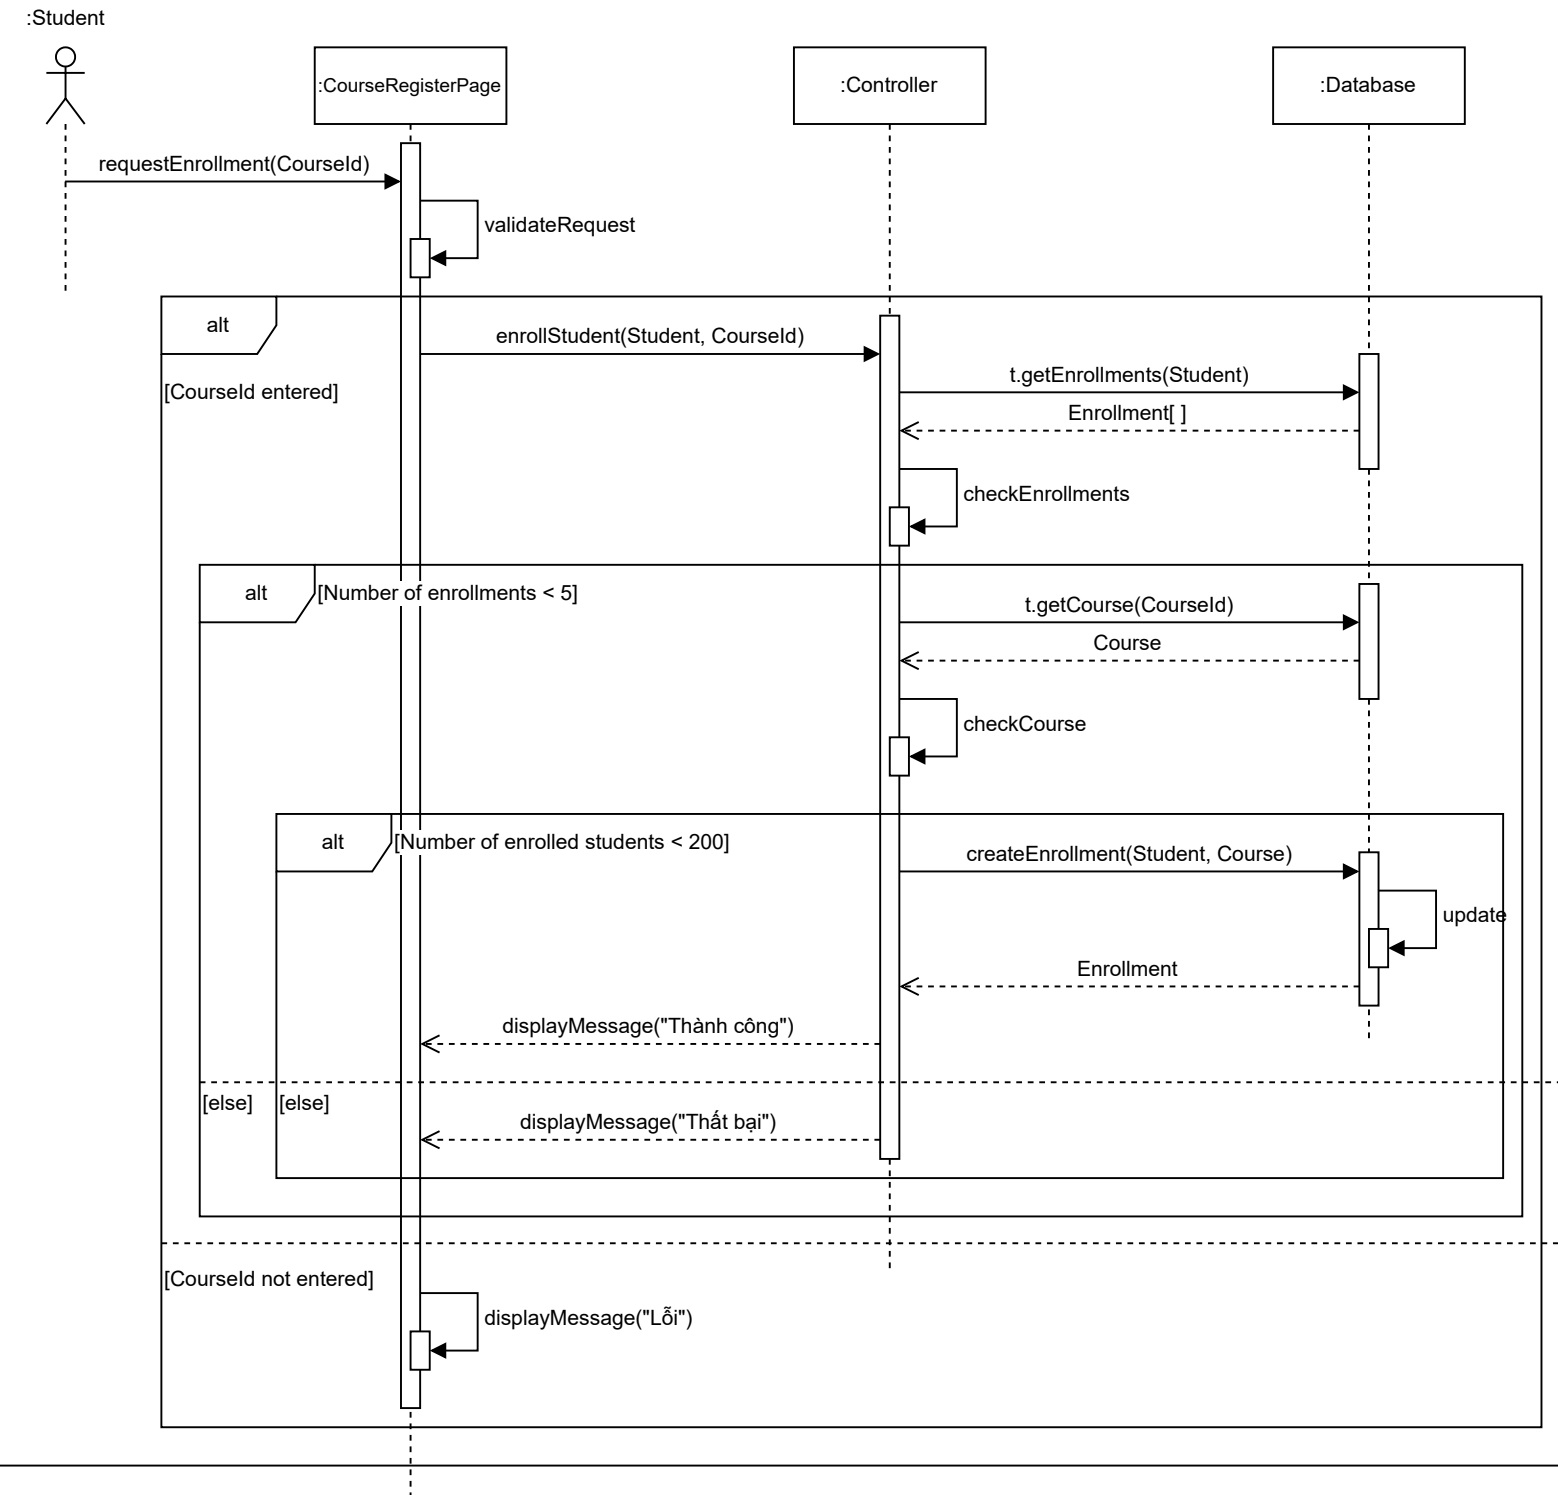 :Student
:CourseRegisterPage
:Controller
:Database
requestEnrollment(CourseId)
validateRequest
alt
enrollStudent(Student, CourseId)
[CourseId entered]
t.getEnrollments(Student)
Enrollment[ ]
checkEnrollments
alt
[Number of enrollments < 5]
t.getCourse(CourseId)
Course
checkCourse
alt
[Number of enrolled students < 200]
createEnrollment(Student, Course)
update
Enrollment
displayMessage("Thành công")
[else]
[else]
displayMessage("Thất bại")
[CourseId not entered]
displayMessage("Lỗi")